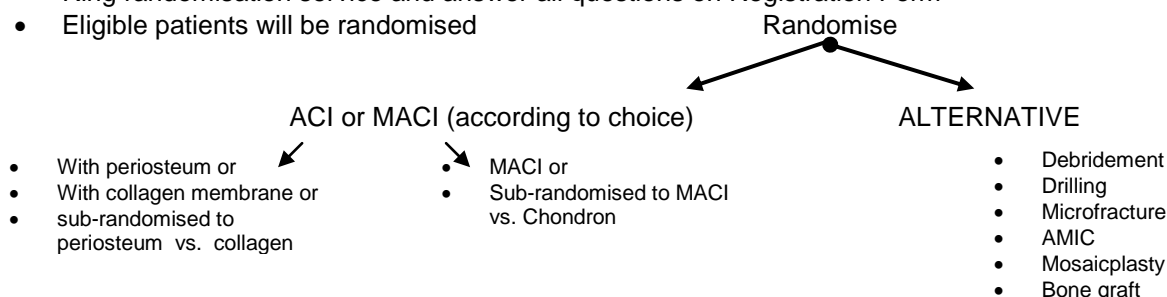 • Eligible patients will be randomised Randomise
ACI or MACI (according to choice) ALTERNATIVE
• With periosteum or
• With collagen membrane or
• sub-randomised to
periosteum vs. collagen
• MACI or
• Sub-randomised to MACI
vs. Chondron
• Debridement
• Drilling
• Microfracture
• AMIC
• Mosaicplasty
• Bone graft